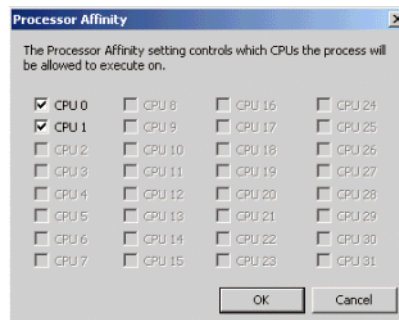 Processor Affinity
The Processor Affinity setting controls which CPUs the process will
be allowed to execute on.
CPU 0 CPU 8 CPU 16 CPU 24
CPU 1 CPU 9 CPU 17 CPU 25
CPU 2 CPU 10 CPU 18 CPU 26
CPU 3 CPU 11 CPU 19 CPU 27
CPU 4 CPU 12 CPU 20 CPU 28
CPU 5 CPU 13 CPU 21 CPU 29
CPU 6 CPU 14 CPU 22 CPU 30
CPU 7 CPU 15 CPU 23 CPU 31
OK Cancel